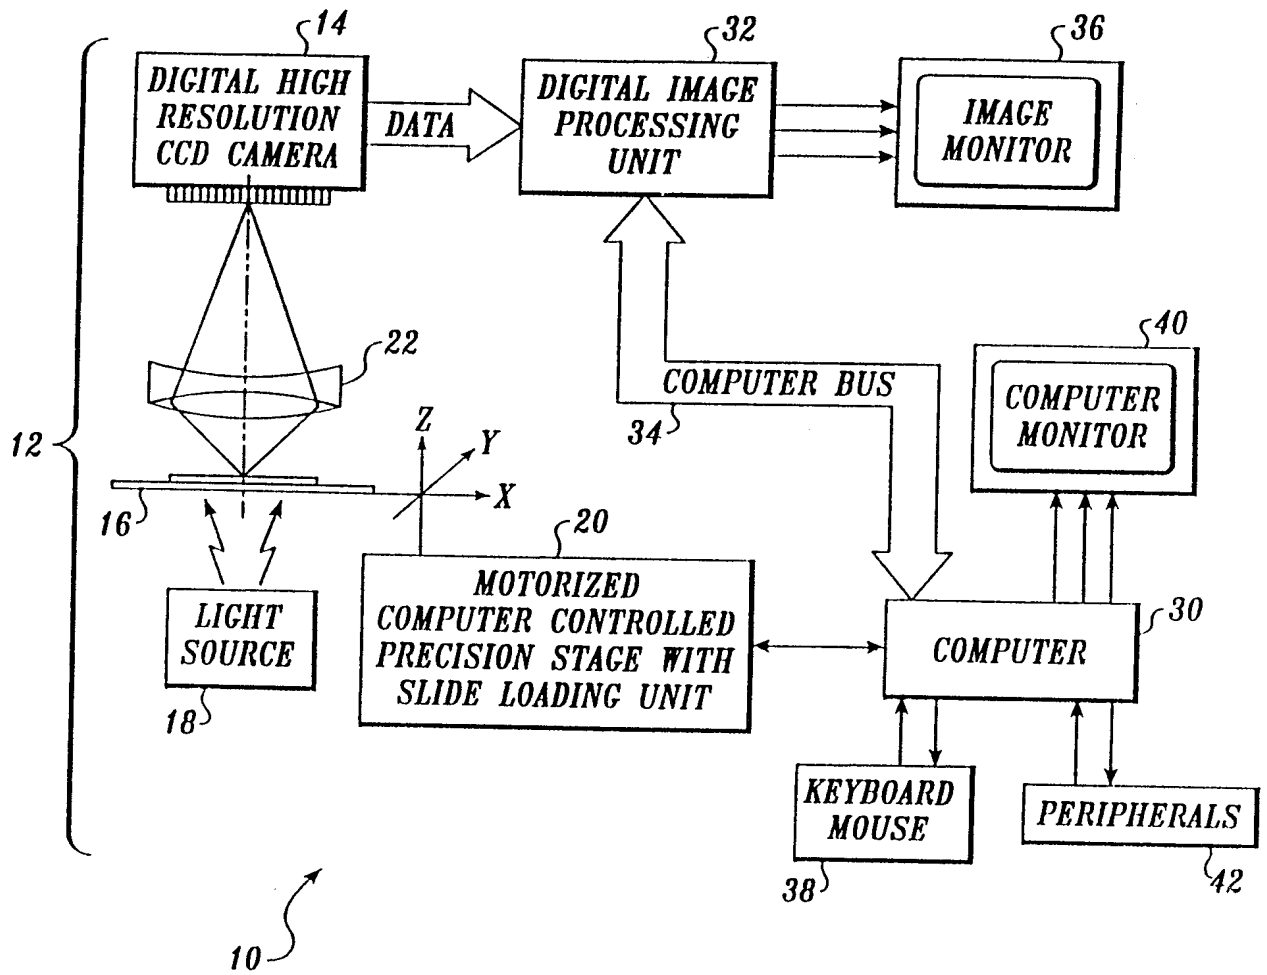 14
DIGITAL HIGH
RESOLUTION
CCD CAMERA
DATA
32
DIGITAL IMAGE
PROCESSING
UNIT
36
IMAGE
MONITOR
22
12
COMPUTER BUS
34
40
COMPUTER
MONITOR
Z
Y
X
16
20
MOTORIZED
COMPUTER CONTROLLED
PRECISION STAGE WITH
SLIDE LOADING UNIT
LIGHT
SOURCE
18
30
COMPUTER
KEYBOARD
MOUSE
38
PERIPHERALS
42
10